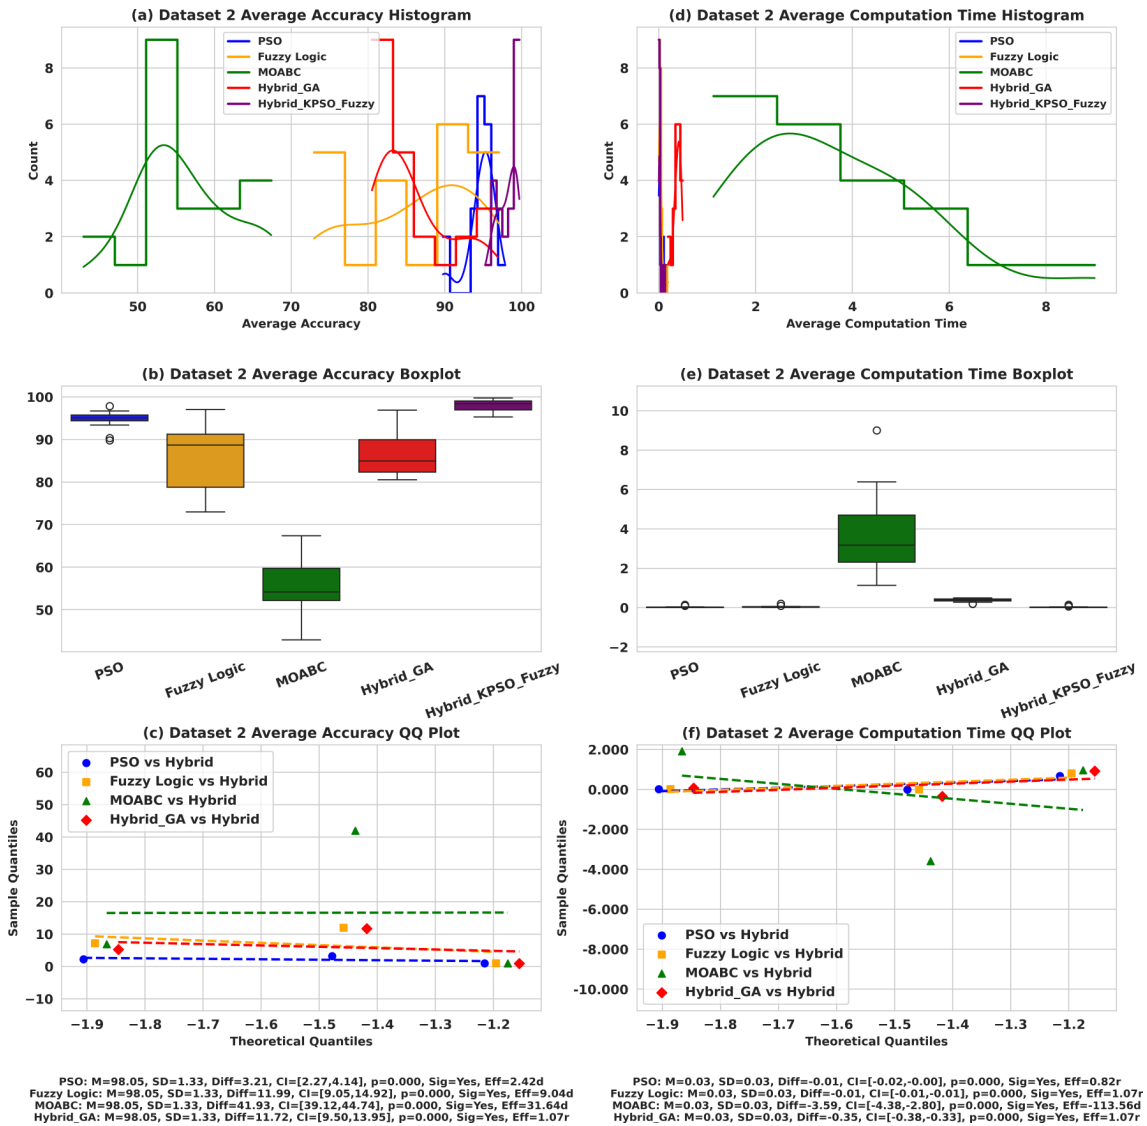 (a) Dataset 2 Average Accuracy Histogram
PSO
Fuzzy Logic
MOABC
Hybrid_GA
Hybrid_KPSO_Fuzzy
Count
8
6
4
2
0
50
60
70
80
90
100
Average Accuracy
(d) Dataset 2 Average Computation Time Histogram
PSO
Fuzzy Logic
MOABC
Hybrid_GA
Hybrid_KPSO_Fuzzy
Count
8
6
4
2
0
0
2
4
6
8
Average Computation Time
(b) Dataset 2 Average Accuracy Boxplot
100
90
80
70
60
50
PSO
Fuzzy Logic
MOABC
Hybrid_GA
Hybrid_KPSO_Fuzzy
(e) Dataset 2 Average Computation Time Boxplot
10
8
6
4
2
0
−2
PSO
Fuzzy Logic
MOABC
Hybrid_GA
Hybrid_KPSO_Fuzzy
(c) Dataset 2 Average Accuracy QQ Plot
PSO vs Hybrid
Fuzzy Logic vs Hybrid
MOABC vs Hybrid
Hybrid_GA vs Hybrid
Sample Quantiles
60
50
40
30
20
10
0
−10
−1.9
−1.8
−1.7
−1.6
−1.5
−1.4
−1.3
−1.2
Theoretical Quantiles
(f) Dataset 2 Average Computation Time QQ Plot
Sample Quantiles
2.000
0.000
-2.000
-4.000
-6.000
-8.000
-10.000
PSO vs Hybrid
Fuzzy Logic vs Hybrid
MOABC vs Hybrid
Hybrid_GA vs Hybrid
−1.9
−1.8
−1.7
−1.6
−1.5
−1.4
−1.3
−1.2
Theoretical Quantiles
PSO: M=98.05, SD=1.33, Diff=3.21, CI=[2.27,4.14], p=0.000, Sig=Yes, Eff=2.42d
Fuzzy Logic: M=98.05, SD=1.33, Diff=11.99, CI=[9.05,14.92], p=0.000, Sig=Yes, Eff=9.04d
MOABC: M=98.05, SD=1.33, Diff=41.93, CI=[39.12,44.74], p=0.000, Sig=Yes, Eff=31.64d
Hybrid_GA: M=98.05, SD=1.33, Diff=11.72, CI=[9.50,13.95], p=0.000, Sig=Yes, Eff=1.07r
PSO: M=0.03, SD=0.03, Diff=-0.01, CI=[-0.02,-0.00], p=0.000, Sig=Yes, Eff=0.82r
Fuzzy Logic: M=0.03, SD=0.03, Diff=-0.01, CI=[-0.01,-0.01], p=0.000, Sig=Yes, Eff=1.07r
MOABC: M=0.03, SD=0.03, Diff=-3.59, CI=[-4.38,-2.80], p=0.000, Sig=Yes, Eff=-113.56d
Hybrid_GA: M=0.03, SD=0.03, Diff=-0.35, CI=[-0.38,-0.33], p=0.000, Sig=Yes, Eff=1.07r